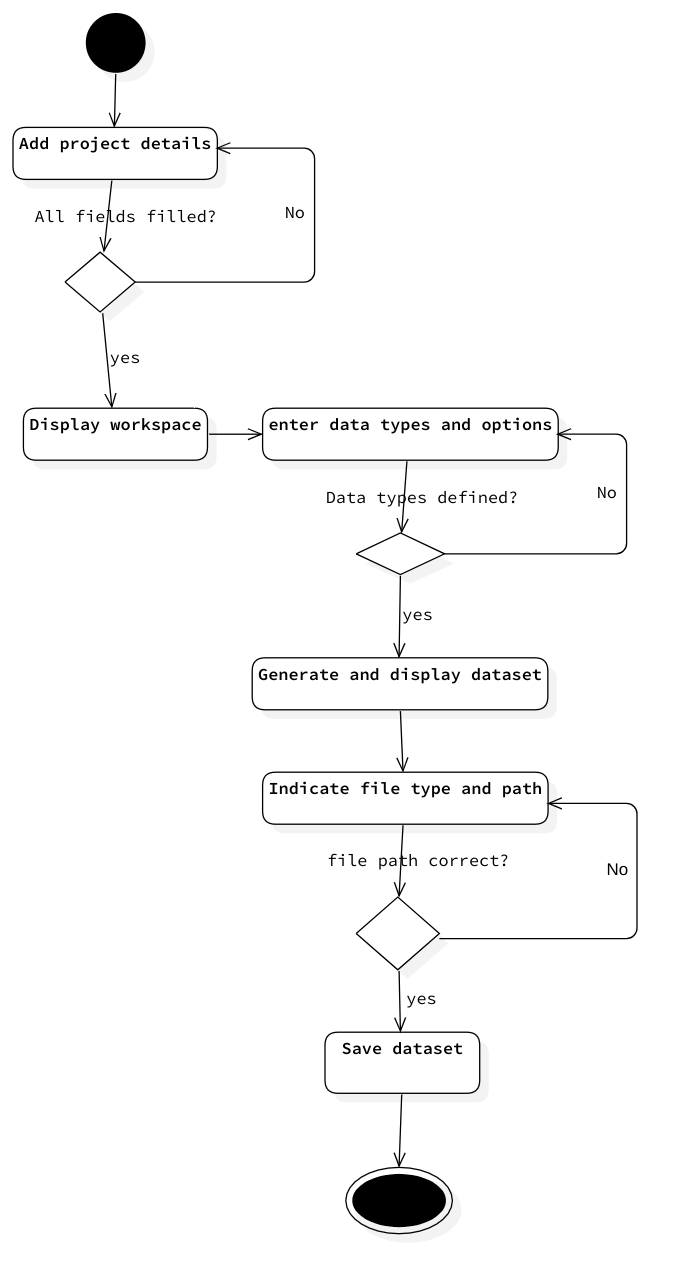 Add project details
All fields filled?
No
yes
Display workspace
enter data types and options
Data types defined?
No
yes
Generate and display dataset
Indicate file type and path
file path correct?
No
yes
Save dataset